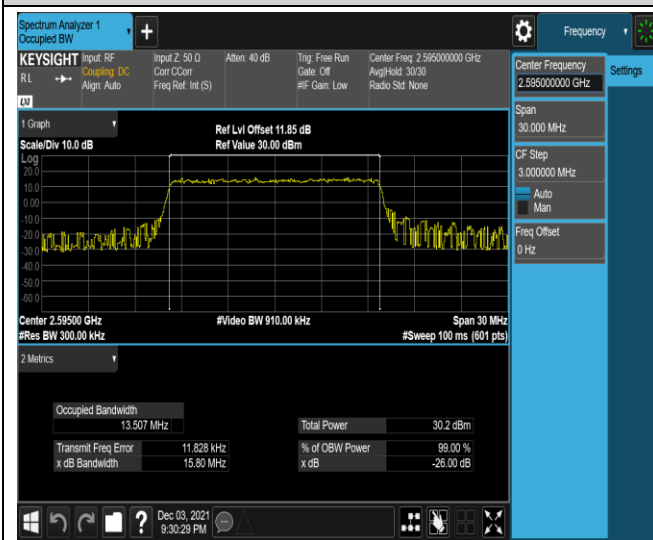 Spectrum Analyzer 1
Occupied BW
+
Frequency
KEYSIGHT
RL
LXI
Input: RF
Coupling: DC
Align: Auto
Input Z: 50 Ω
Corr CCorr
Freq Ref: Int (S)
Atten: 40 dB
Trig: Free Run
Gate: Off
#IF Gain: Low
Center Freq: 2.595000000 GHz
Avg|Hold: 30/30
Radio Std: None
Center Frequency
2.595000000 GHz
Settings
Span
30.000 MHz
CF Step
3.000000 MHz
Auto
Man
Freq Offset
0 Hz
1 Graph
Scale/Div 10.0 dB
Ref Lvl Offset 11.85 dB
Ref Value 30.00 dBm
Log
20.0
10.0
0.00
-10.0
-20.0
-30.0
-40.0
-50.0
-60.0
Center 2.59500 GHz
#Res BW 300.00 kHz
#Video BW 910.00 kHz
Span 30 MHz
#Sweep 100 ms (601 pts)
2 Metrics
Occupied Bandwidth
13.507 MHz
Total Power 30.2 dBm
Transmit Freq Error 11.828 kHz
% of OBW Power 99.00 %
x dB Bandwidth 15.80 MHz
x dB -26.00 dB
?
Dec 03, 2021
9:30:29 PM